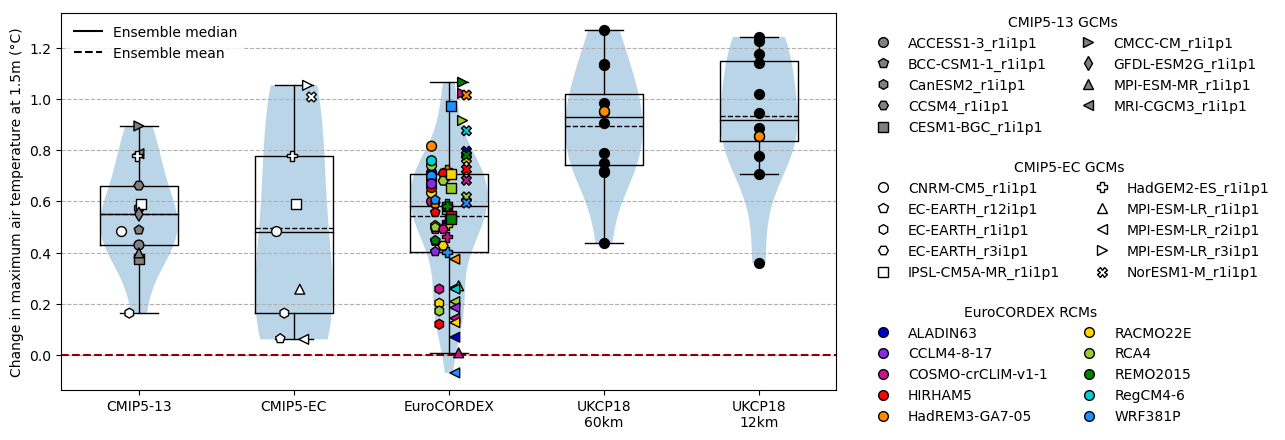 Change in maximum air temperature at 1.5m (°C)
1.2
1.0
0.8
0.6
0.4
0.2
0.0
Ensemble median
Ensemble mean
CMIP5-13
CMIP5-EC
EuroCORDEX
UKCP18
60km
UKCP18
12km
CMIP5-13 GCMs
ACCESS1-3_r1i1p1
BCC-CSM1-1_r1i1p1
CanESM2_r1i1p1
CCSM4_r1i1p1
CESM1-BGC_r1i1p1
CMCC-CM_r1i1p1
GFDL-ESM2G_r1i1p1
MPI-ESM-MR_r1i1p1
MRI-CGCM3_r1i1p1
CMIP5-EC GCMs
CNRM-CM5_r1i1p1
EC-EARTH_r12i1p1
EC-EARTH_r1i1p1
EC-EARTH_r3i1p1
IPSL-CM5A-MR_r1i1p1
HadGEM2-ES_r1i1p1
MPI-ESM-LR_r1i1p1
MPI-ESM-LR_r2i1p1
MPI-ESM-LR_r3i1p1
NorESM1-M_r1i1p1
EuroCORDEX RCMs
ALADIN63
CCLM4-8-17
COSMO-crCLIM-v1-1
HIRHAM5
HadREM3-GA7-05
RACMO22E
RCA4
REMO2015
RegCM4-6
WRF381P